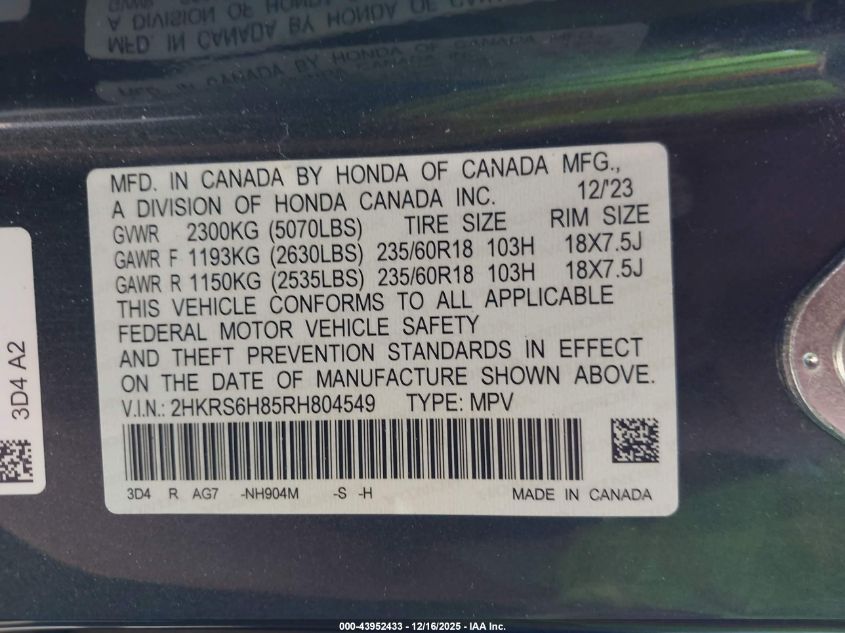 MFD. IN CANADA BY HONDA OF CANADA MFG.,
A DIVISION OF HONDA CANADA INC. 12/'23
GVWR 2300KG (5070LBS) TIRE SIZE RIM SIZE
GAWR F 1193KG (2630LBS) 235/60R18 103H 18X7.5J
GAWR R 1150KG (2535LBS) 235/60R18 103H 18X7.5J
THIS VEHICLE CONFORMS TO ALL APPLICABLE
FEDERAL MOTOR VEHICLE SAFETY
AND THEFT PREVENTION STANDARDS IN EFFECT
ON THE DATE OF MANUFACTURE SHOWN ABOVE.
V.I.N.: 2HKRS6H85RH804549 TYPE: MPV
3D4 R AG7 -NH904M -S -H MADE IN CANADA
3D4 A2
000-43952433 - 12/16/2025 - IAA Inc.